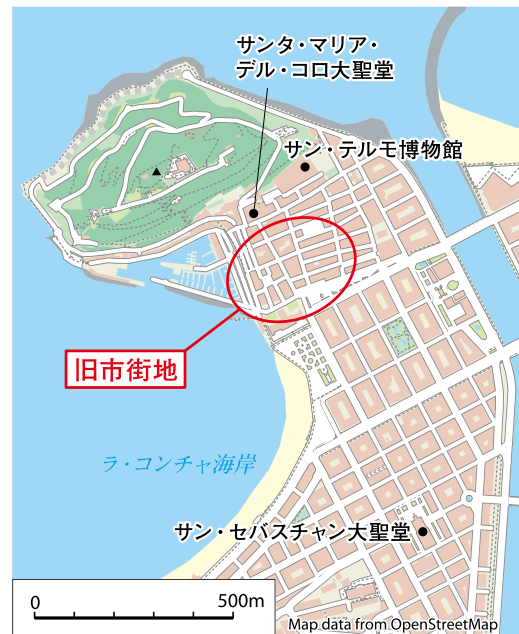 サンタ・マリア・
デル・コロ大聖堂
サン・テルモ博物館
旧市街地
ラ・コンチャ海岸
サン・セバスチャン大聖堂
0 500m
Map data from OpenStreetMap